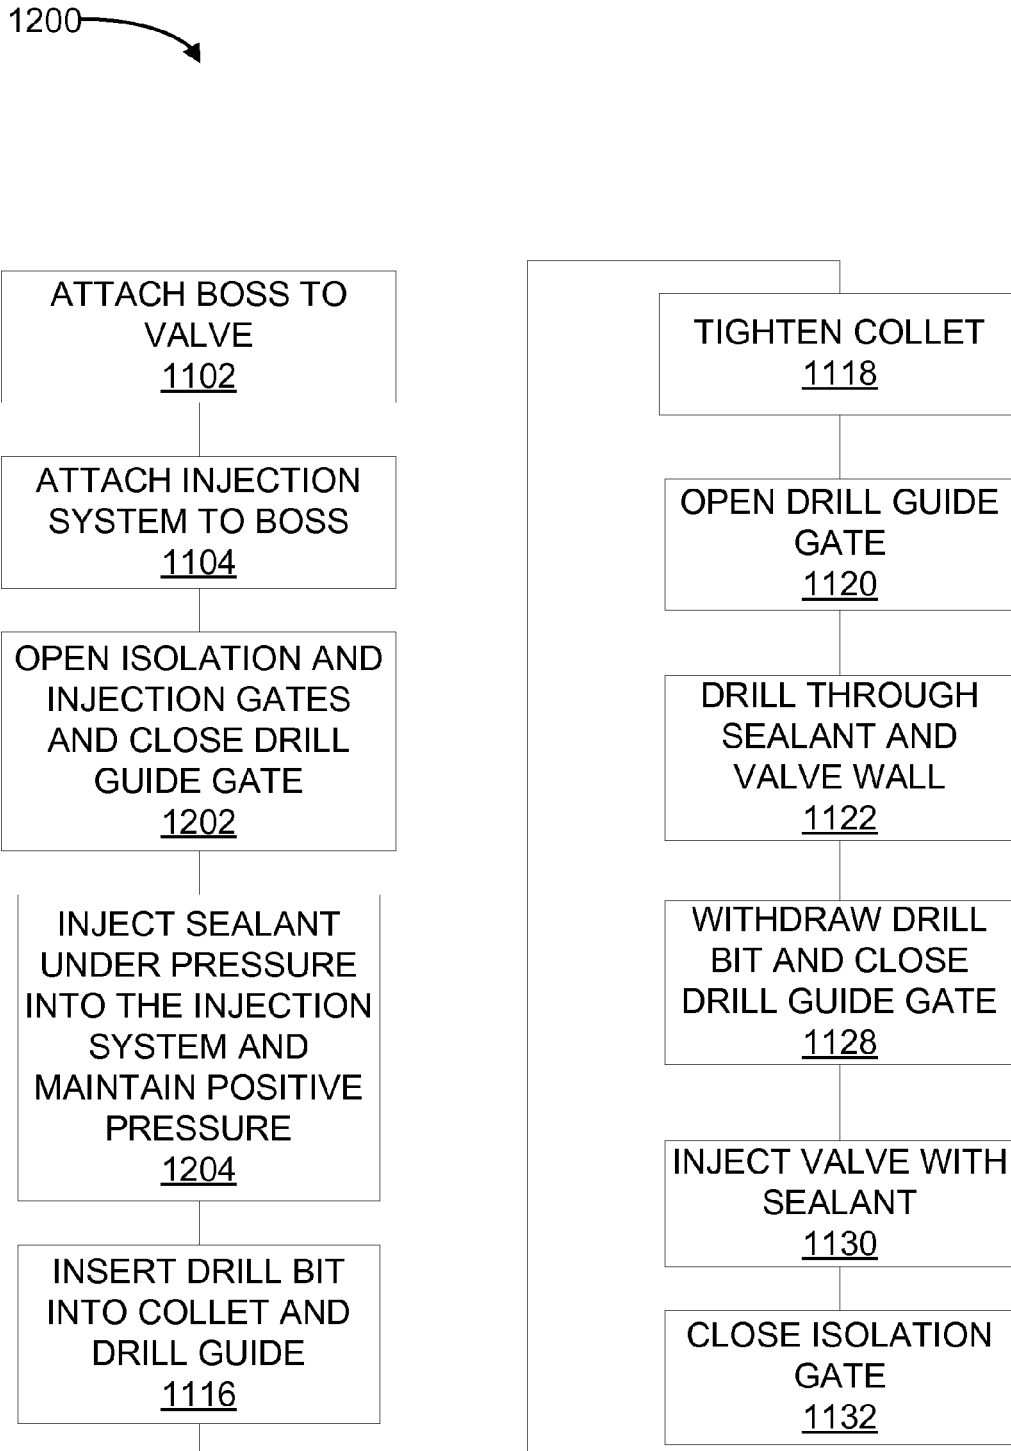 1200
ATTACH BOSS TO
VALVE
1102
ATTACH INJECTION
SYSTEM TO BOSS
1104
OPEN ISOLATION AND
INJECTION GATES
AND CLOSE DRILL
GUIDE GATE
1202
INJECT SEALANT
UNDER PRESSURE
INTO THE INJECTION
SYSTEM AND
MAINTAIN POSITIVE
PRESSURE
1204
INSERT DRILL BIT
INTO COLLET AND
DRILL GUIDE
1116
TIGHTEN COLLET
1118
OPEN DRILL GUIDE
GATE
1120
DRILL THROUGH
SEALANT AND
VALVE WALL
1122
WITHDRAW DRILL
BIT AND CLOSE
DRILL GUIDE GATE
1128
INJECT VALVE WITH
SEALANT
1130
CLOSE ISOLATION
GATE
1132